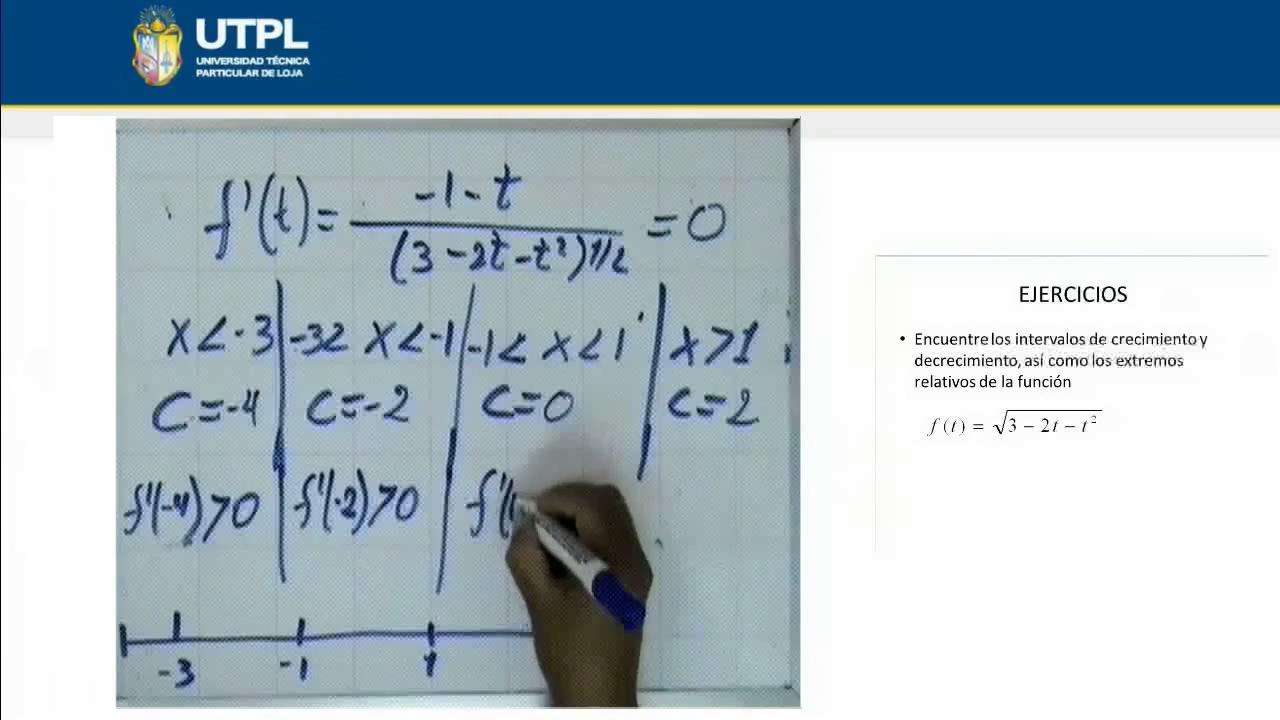 UTPL
UNIVERSIDAD TÉCNICA
PARTICULAR DE LOJA
f'(t) = -1 - t / (3 - 2t - t²)^1/2 = 0
x < -3 | -3< x < -1 | -1 < x < 1 | x > 1
C = -4 | C = -2 | C = 0 | C = 2
f'(-4) > 0 | f'(-2) > 0 | f'(
-3 -1 1
EJERCICIOS
• Encuentre los intervalos de crecimiento y
decrecimiento, así como los extremos
relativos de la función
f (t) = √3 − 2t − t²